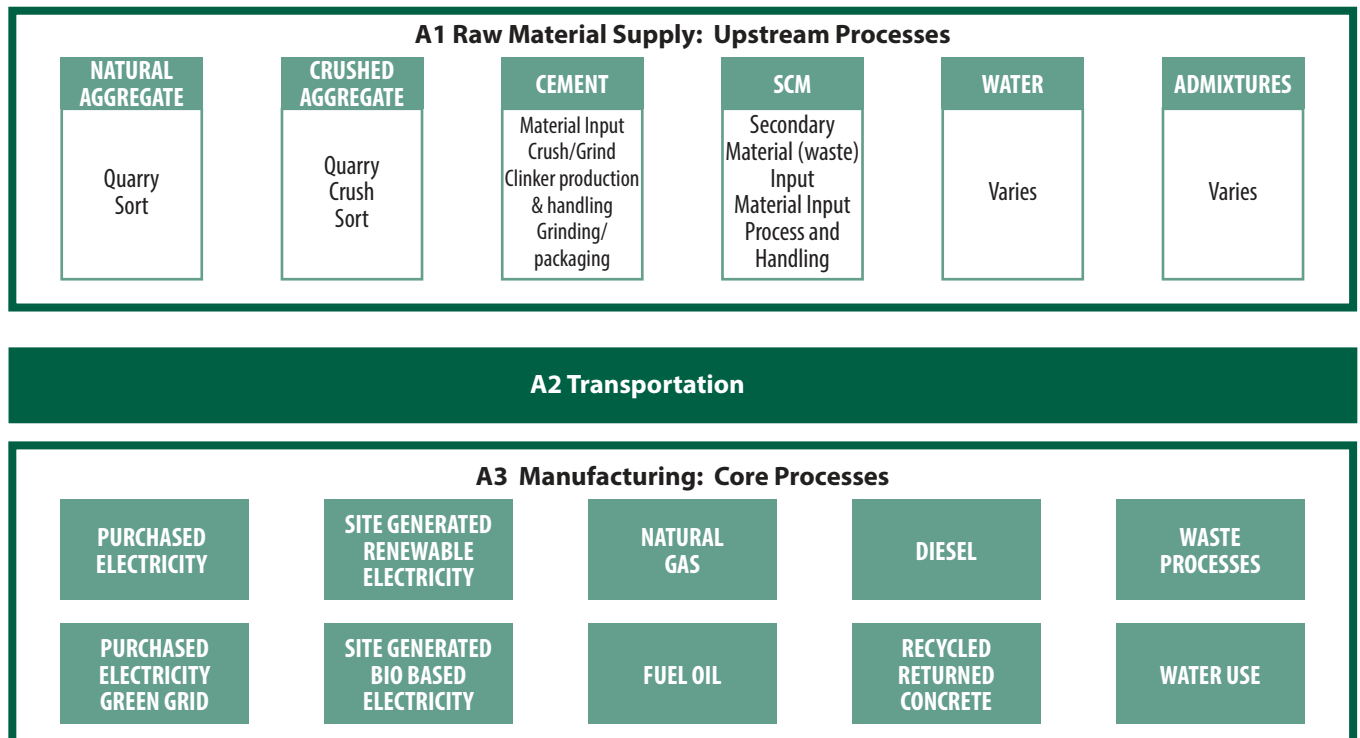 A1 Raw Material Supply: Upstream Processes
NATURAL
AGGREGATE
Quarry
Sort
CRUSHED
AGGREGATE
Quarry
Crush
Sort
CEMENT
Material Input
Crush/Grind
Clinker production
& handling
Grinding/
packaging
SCM
Secondary
Material (waste)
Input
Material Input
Process and
Handling
WATER
Varies
ADMIXTURES
Varies
A2 Transportation
A3 Manufacturing: Core Processes
PURCHASED
ELECTRICITY
SITE GENERATED
RENEWABLE
ELECTRICITY
NATURAL
GAS
DIESEL
WASTE
PROCESSES
PURCHASED
ELECTRICITY
GREEN GRID
SITE GENERATED
BIO BASED
ELECTRICITY
FUEL OIL
RECYCLED
RETURNED
CONCRETE
WATER USE